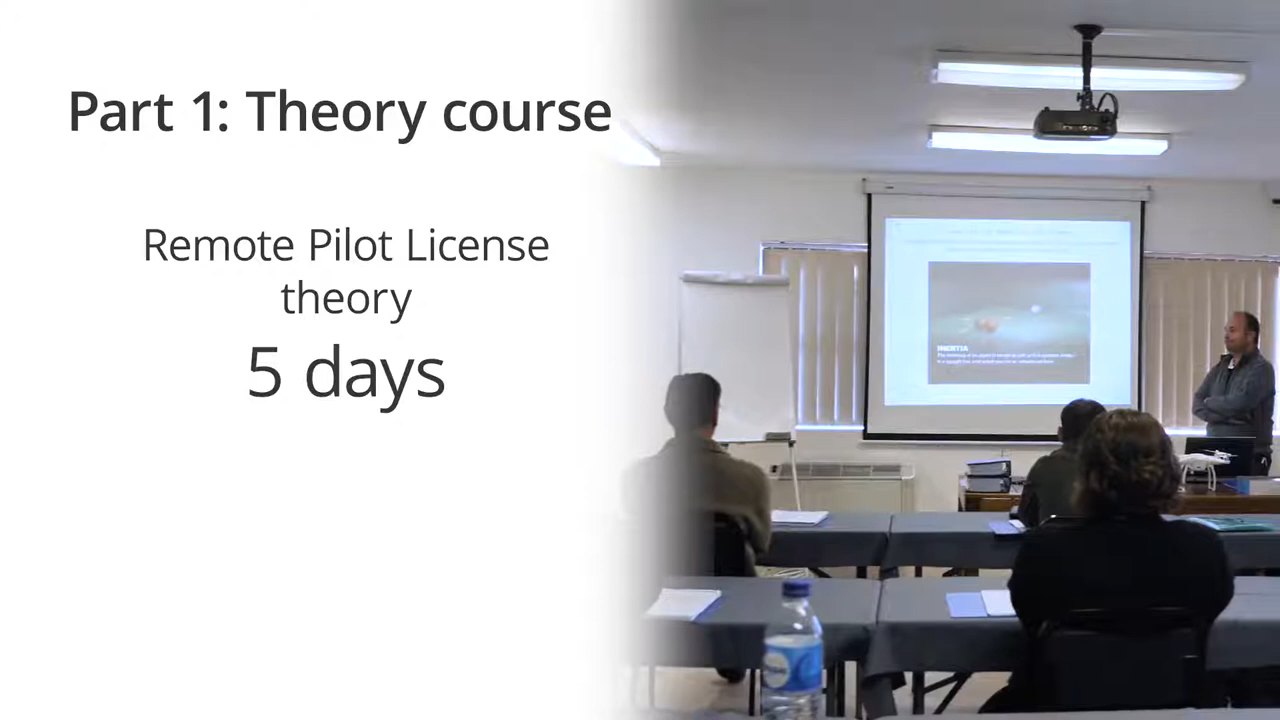 Part 1: Theory course
Remote Pilot License
theory
5 days
INERTIA